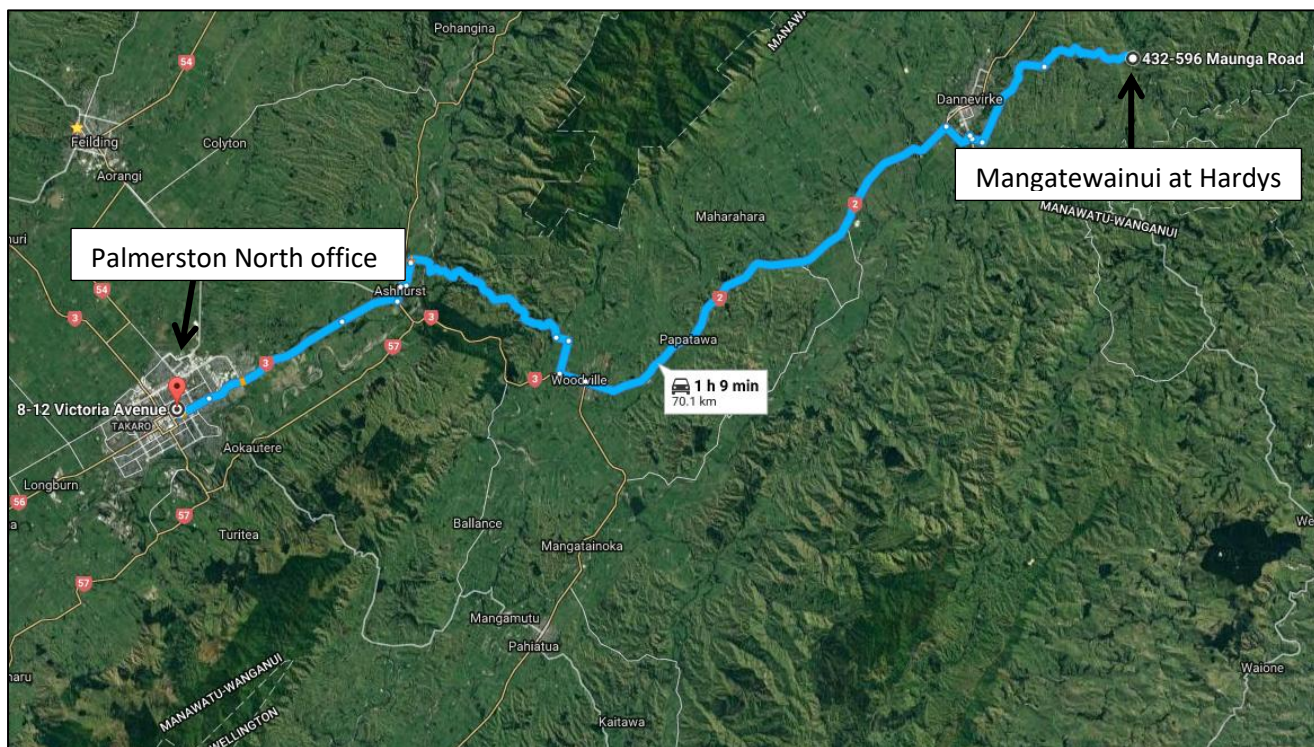 Pohangina
MANAWATU-
54
432-596 Maunga Road
Dannevirke
Feilding
Colyton
Aorangi
Mangatewainui at Hardys
Maharahara
2
MANAWATU-WANGANUI
Palmerston North office
54
Ashhurst
3
2
3
57
Papatawa
3
3
Woodville
1 h 9 min
70.1 km
8-12 Victoria Avenue
TAKARO
Aokautere
Longburn
56
57
Turitea
Ballance
Mangatainoka
57
Mangamutu
Pahiatua
Waione
MANAWATU-WANGANUI
WELLINGTON
Kaitawa